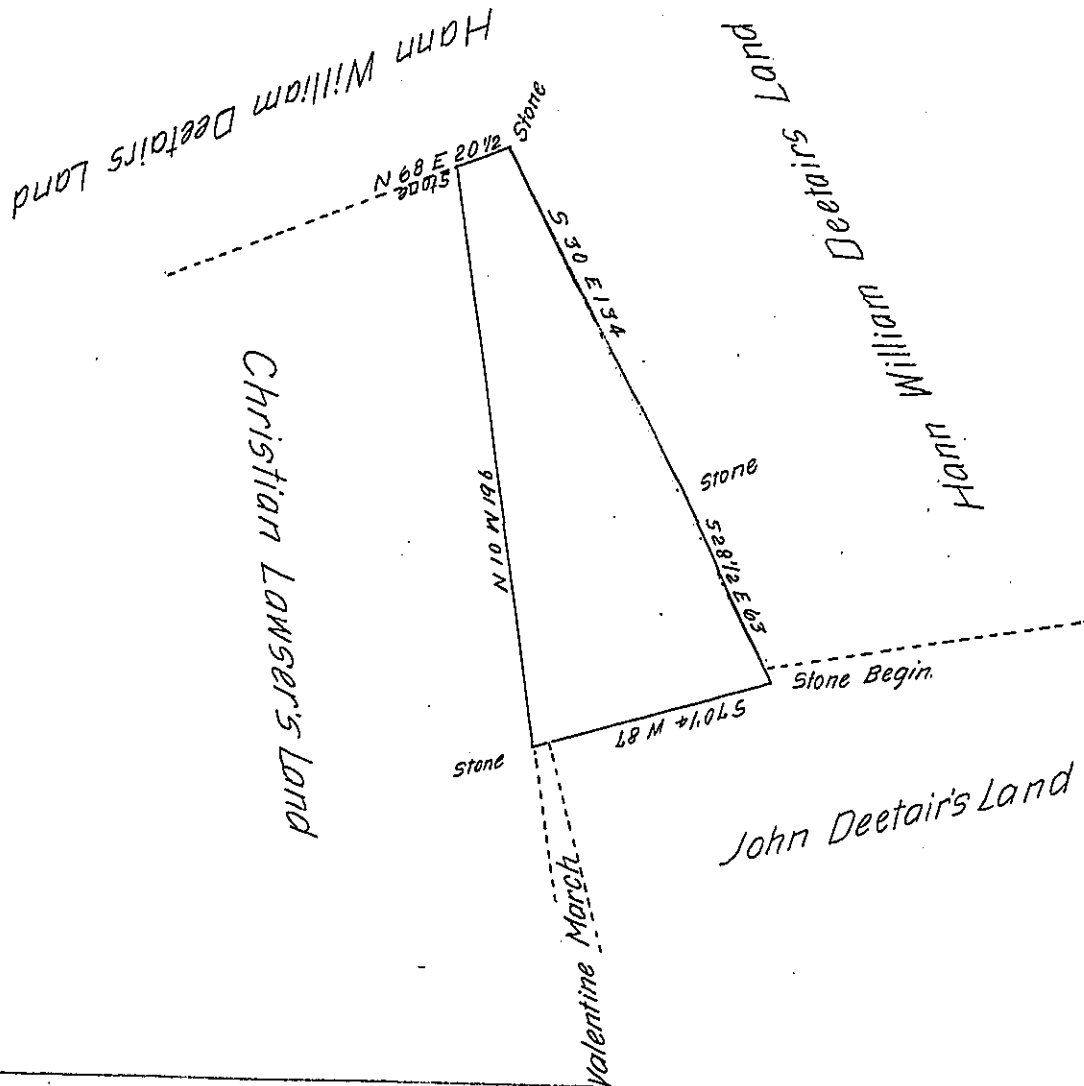 Hann William Deetairs Land
Hann William Deetairs Land
Stone
N 68 E 20 1/2
Stone
S 30 E 134
Christian Lawser's Land
Stone
N 10 W 199
S 28 1/2 E 63
Stone Begin.
S 70 1/4 W 87
Stone
John Deetair's Land
Valentine March